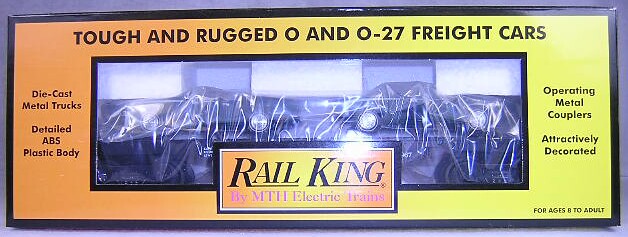 TOUGH AND RUGGED O AND O-27 FREIGHT CARS
Die-Cast
Metal Trucks
Detailed
ABS
Plastic Body
Operating
Metal
Couplers
Attractively
Decorated
RAIL KING®
By MTH Electric Trains
FOR AGES 8 TO ADULT